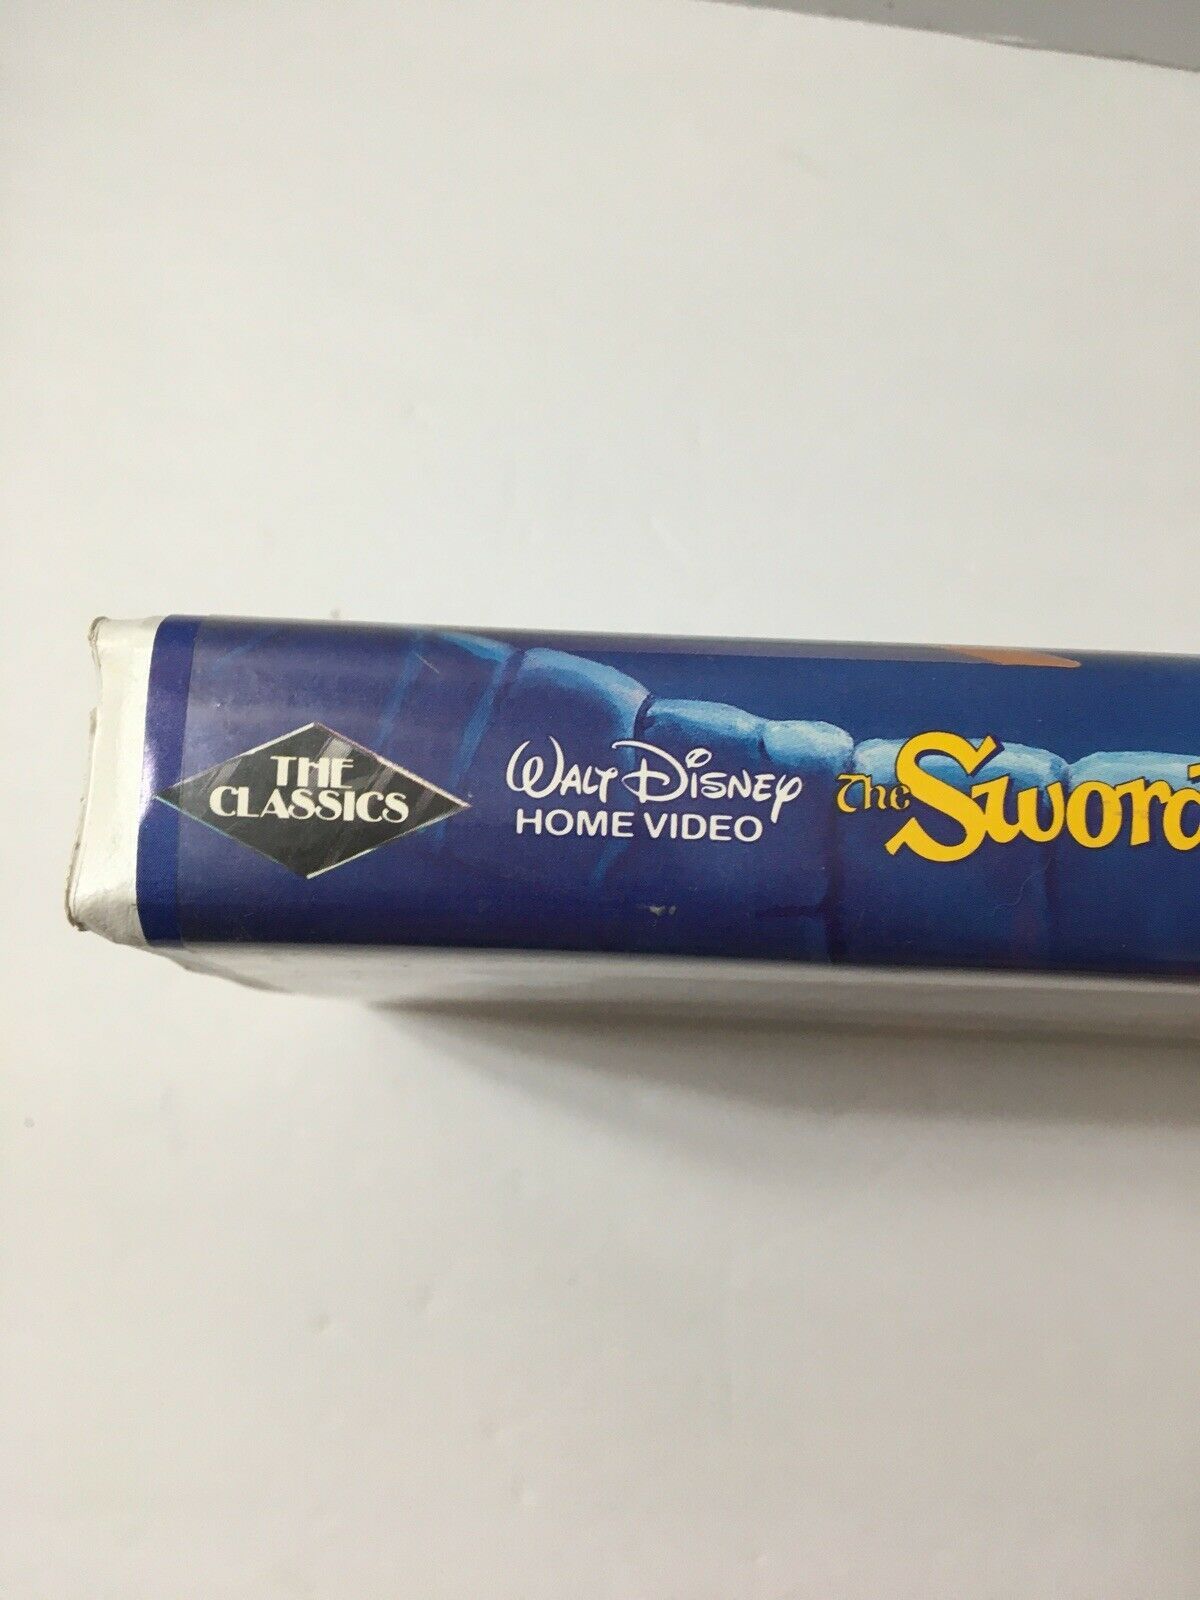 THE
CLASSICS
WALT DISNEY
HOME VIDEO
The Sword